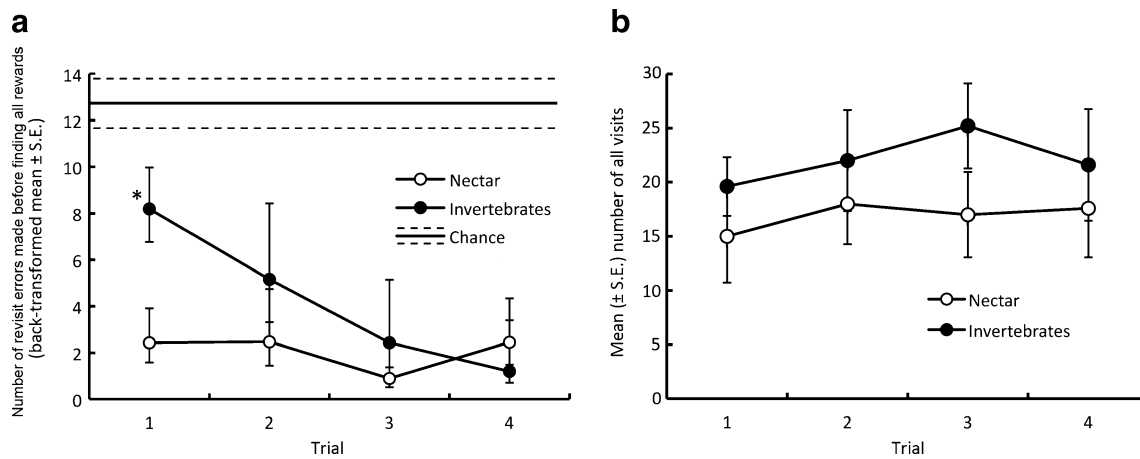 a
Number of revisit errors made before finding all rewards
(back-transformed mean ± S.E.)
14
12
10
8
6
4
2
0
*
Nectar
Invertebrates
Chance
1 2 3 4
Trial
b
Mean (± S.E.) number of all visits
30
25
20
15
10
5
0
Nectar
Invertebrates
1 2 3 4
Trial